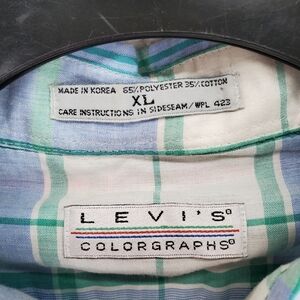 MADE IN KOREA 65% POLYESTER 35% COTTON
XL
CARE INSTRUCTIONS IN SIDESEAM/WPL 423
LEVI'S®
COLORGRAPHS®